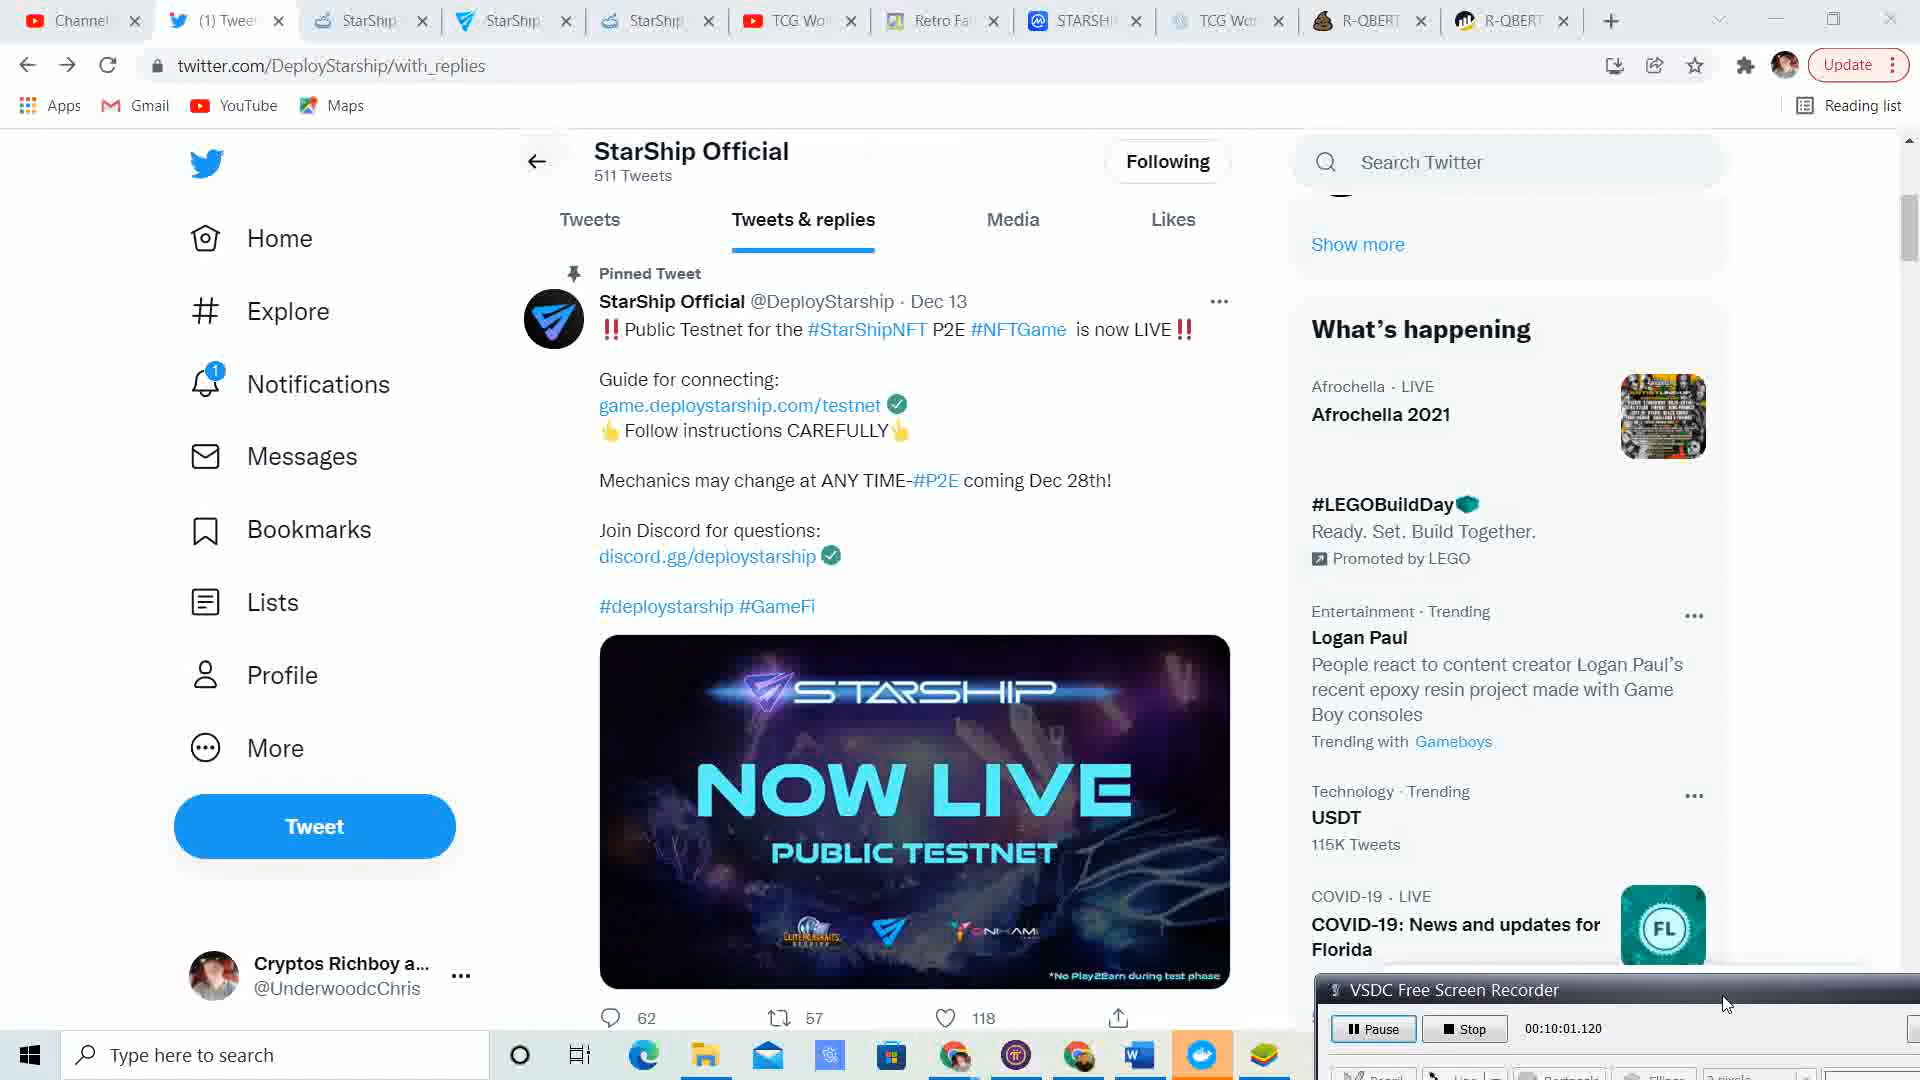 Channel
(1) Twee
StarShip
StarShip
StarShip
TCG Wo
Retro Fa
STARSHI
TCG Wor
R-QBERT
R-QBERT
twitter.com/DeployStarship/with_replies
Update
Apps
Gmail
YouTube
Maps
Reading list
StarShip Official
511 Tweets
Following
Search Twitter
Tweets
Tweets & replies
Media
Likes
Show more
Home
Explore
1
Notifications
Messages
Bookmarks
Lists
Profile
More
Tweet
Cryptos Richboy a...
@UnderwoodcChris
Pinned Tweet
StarShip Official @DeployStarship · Dec 13
‼️Public Testnet for the #StarShipNFT P2E #NFTGame is now LIVE‼️
Guide for connecting:
game.deploystarship.com/testnet
👆Follow instructions CAREFULLY👆
Mechanics may change at ANY TIME-#P2E coming Dec 28th!
Join Discord for questions:
discord.gg/deploystarship
#deploystarship #GameFi
STARSHIP
NOW LIVE
PUBLIC TESTNET
*No Play2Earn during test phase
62
57
118
What's happening
Afrochella · LIVE
Afrochella 2021
#LEGOBuildDay
Ready. Set. Build Together.
Promoted by LEGO
Entertainment · Trending
Logan Paul
People react to content creator Logan Paul's
recent epoxy resin project made with Game
Boy consoles
Trending with Gameboys
Technology · Trending
USDT
115K Tweets
COVID-19 · LIVE
COVID-19: News and updates for
Florida
FL
VSDC Free Screen Recorder
Pause
Stop
00:10:01.120
Type here to search